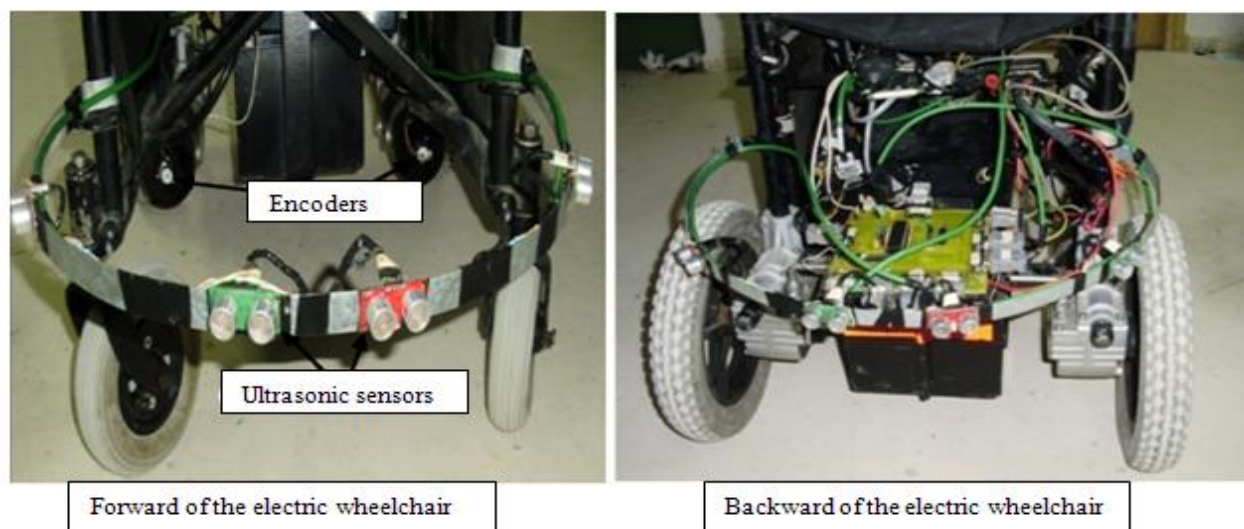 Encoders
Ultrasonic sensors
Forward of the electric wheelchair
Backward of the electric wheelchair